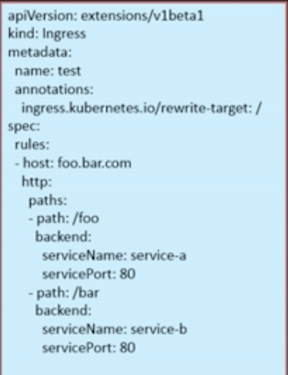 apiVersion: extensions/v1beta1
kind: Ingress
metadata:
  name: test
  annotations:
    ingress.kubernetes.io/rewrite-target: /
spec:
  rules:
  - host: foo.bar.com
    http:
      paths:
      - path: /foo
        backend:
          serviceName: service-a
          servicePort: 80
      - path: /bar
        backend:
          serviceName: service-b
          servicePort: 80